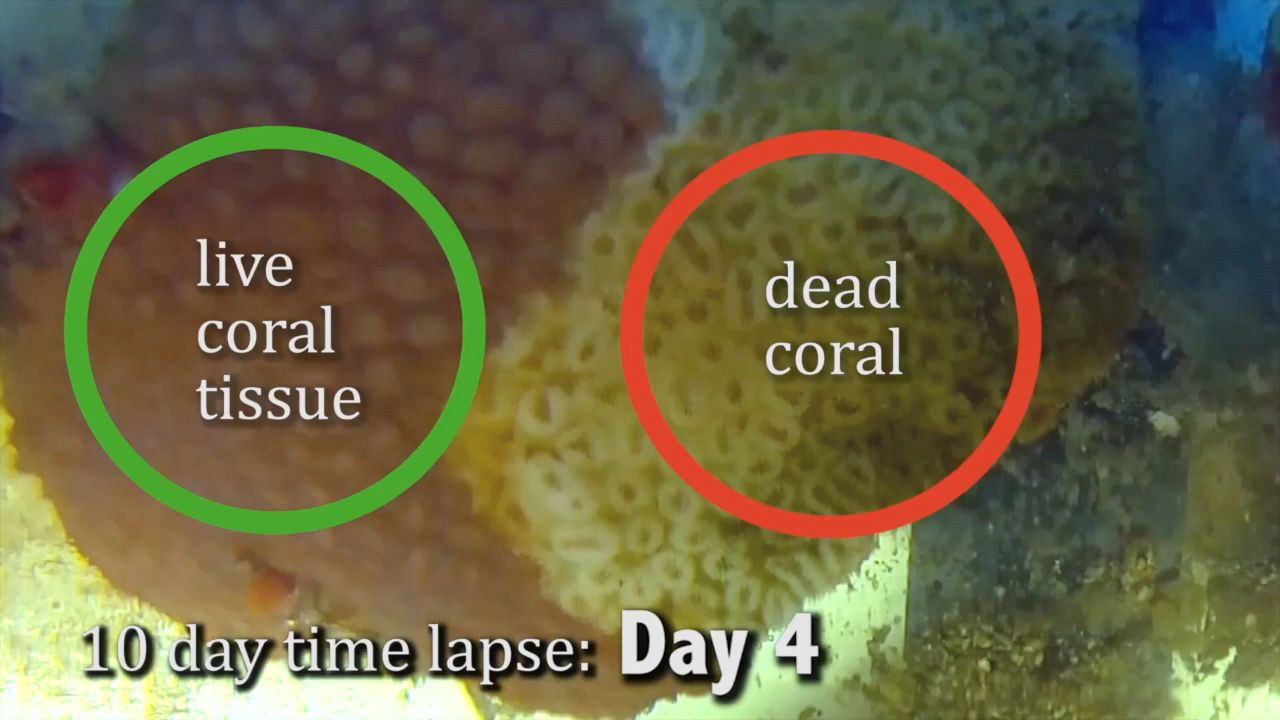 live
coral
tissue
dead
coral
10 day time lapse: Day 4